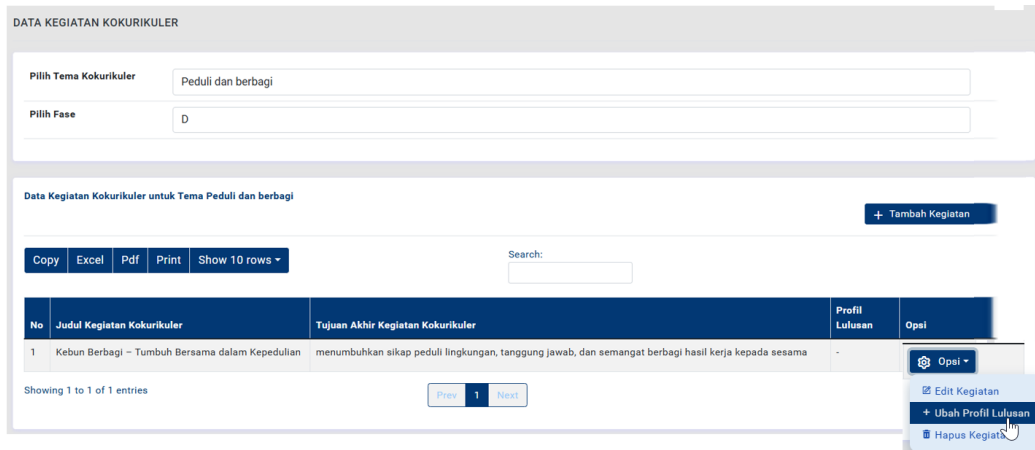 DATA KEGIATAN KOKURIKULER
Pilih Tema Kokurikuler
Peduli dan berbagi
Pilih Fase
D
Data Kegiatan Kokurikuler untuk Tema Peduli dan berbagi
+ Tambah Kegiatan
Copy Excel Pdf Print Show 10 rows
Search:
No Judul Kegiatan Kokurikuler Tujuan Akhir Kegiatan Kokurikuler Profil Lulusan Opsi
1 Kebun Berbagi – Tumbuh Bersama dalam Kepedulian menumbuhkan sikap peduli lingkungan, tanggung jawab, dan semangat berbagi hasil kerja kepada sesama - Opsi
Showing 1 to 1 of 1 entries
Prev 1 Next
Edit Kegiatan
+ Ubah Profil Lulusan
Hapus Kegiatan